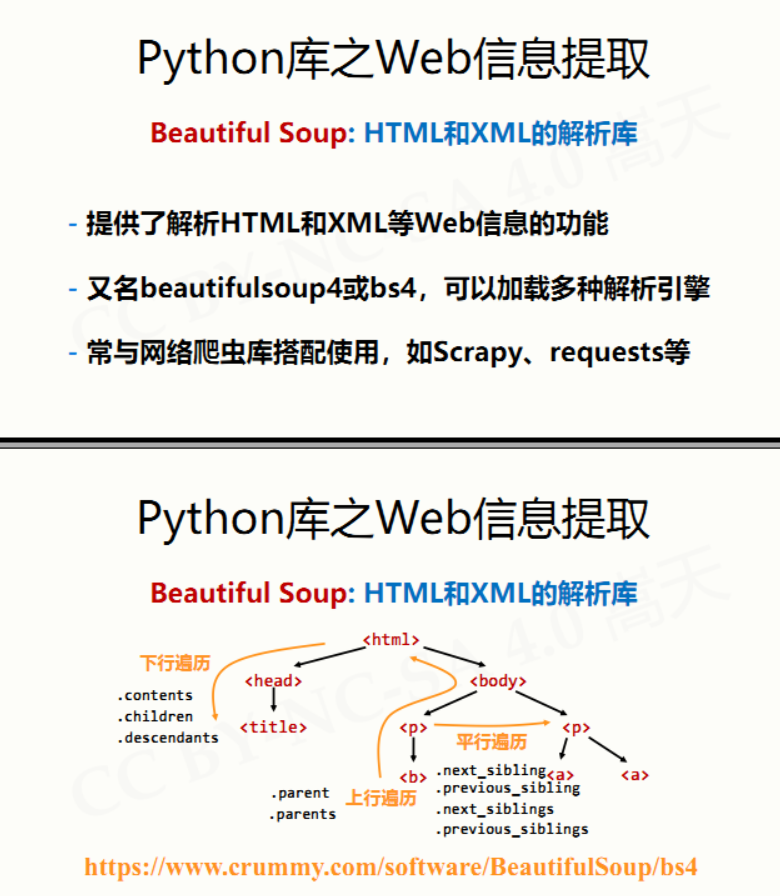 Python库之Web信息提取
Beautiful Soup: HTML和XML的解析库
- 提供了解析HTML和XML等Web信息的功能
- 又名beautifulsoup4或bs4，可以加载多种解析引擎
- 常与网络爬虫库搭配使用，如Scrapy、requests等
CC BY-NC-SA 4.0 嵩天
Python库之Web信息提取
Beautiful Soup: HTML和XML的解析库
<html>
下行遍历
<head>
<body>
.contents
.children
.descendants
<title>
<p>
<p>
平行遍历
<b>
.next_sibling
<a>
<a>
.previous_sibling
.parent
上行遍历
.next_siblings
.parents
.previous_siblings
https://www.crummy.com/software/BeautifulSoup/bs4
CC BY-NC-SA 4.0 嵩天